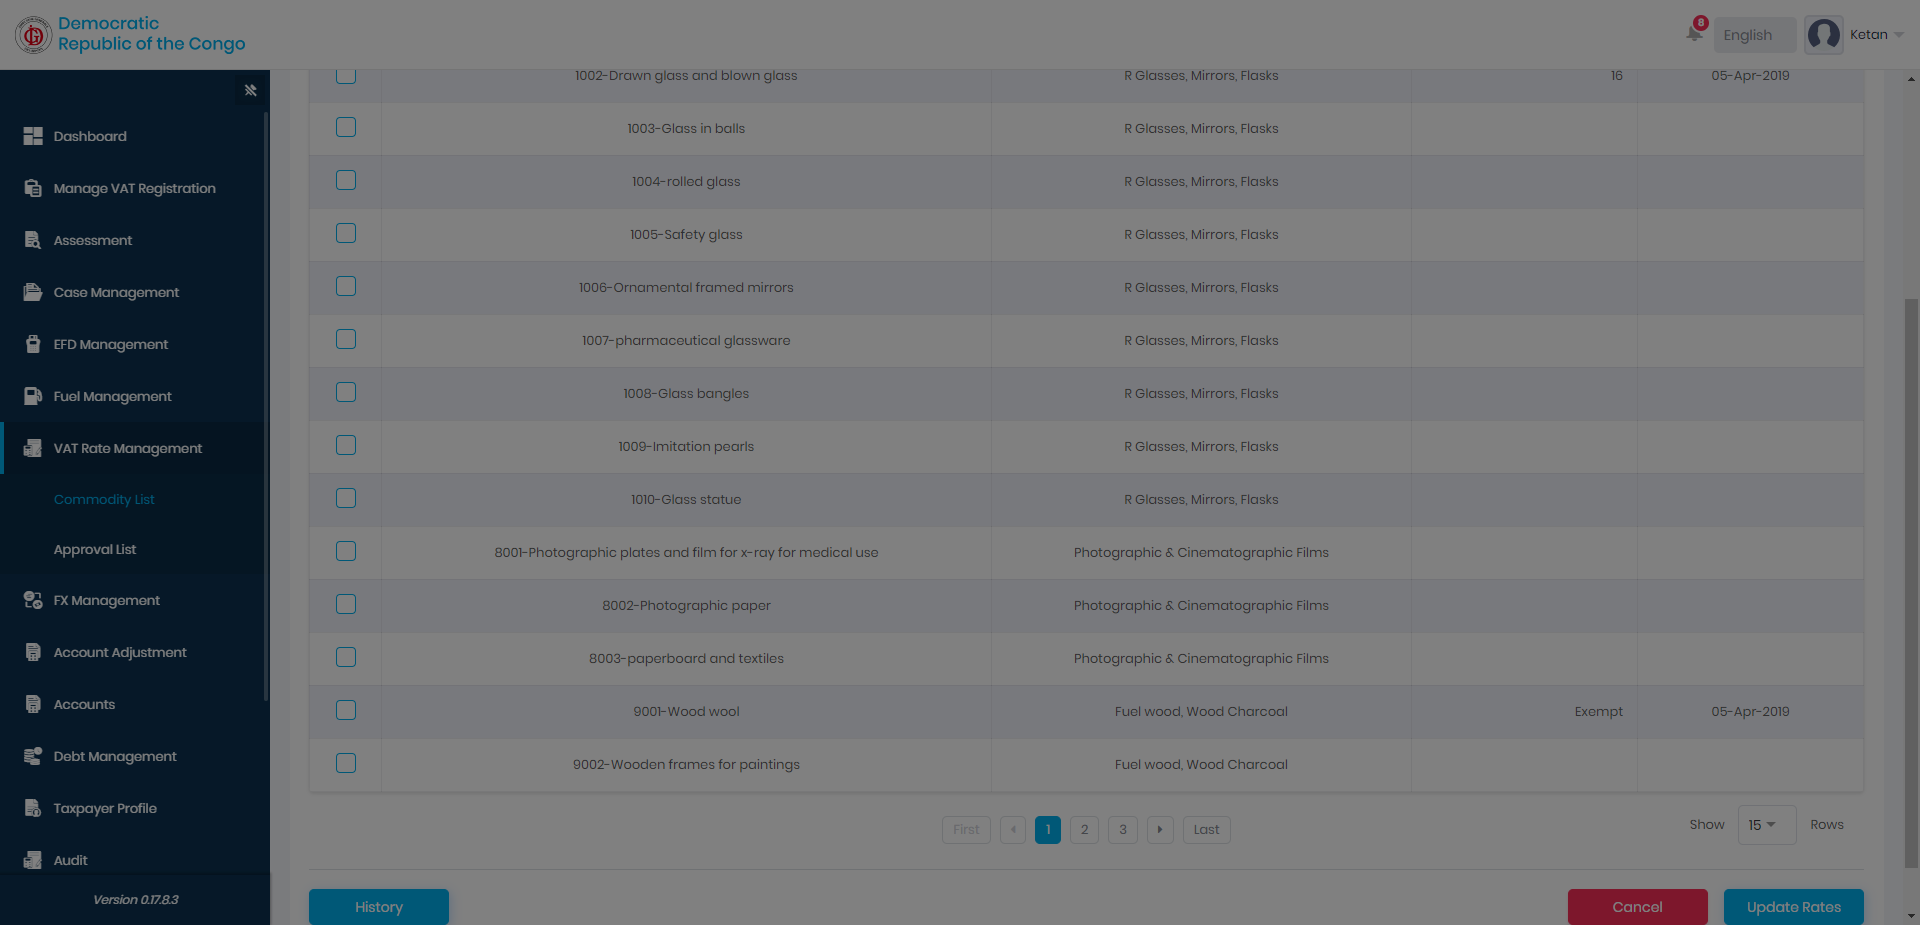 Democratic
Republic of the Congo
8
English
Ketan
Dashboard
Manage VAT Registration
Assessment
Case Management
EFD Management
Fuel Management
VAT Rate Management
Commodity List
Approval List
FX Management
Account Adjustment
Accounts
Debt Management
Taxpayer Profile
Audit
Version 0.17.8.3
1002-Drawn glass and blown glass R Glasses, Mirrors, Flasks 16 05-Apr-2019
1003-Glass in balls R Glasses, Mirrors, Flasks
1004-rolled glass R Glasses, Mirrors, Flasks
1005-Safety glass R Glasses, Mirrors, Flasks
1006-Ornamental framed mirrors R Glasses, Mirrors, Flasks
1007-pharmaceutical glassware R Glasses, Mirrors, Flasks
1008-Glass bangles R Glasses, Mirrors, Flasks
1009-Imitation pearls R Glasses, Mirrors, Flasks
1010-Glass statue R Glasses, Mirrors, Flasks
8001-Photographic plates and film for x-ray for medical use Photographic & Cinematographic Films
8002-Photographic paper Photographic & Cinematographic Films
8003-paperboard and textiles Photographic & Cinematographic Films
9001-Wood wool Fuel wood, Wood Charcoal Exempt 05-Apr-2019
9002-Wooden frames for paintings Fuel wood, Wood Charcoal
First 1 2 3 Last
Show 15 Rows
History Cancel Update Rates